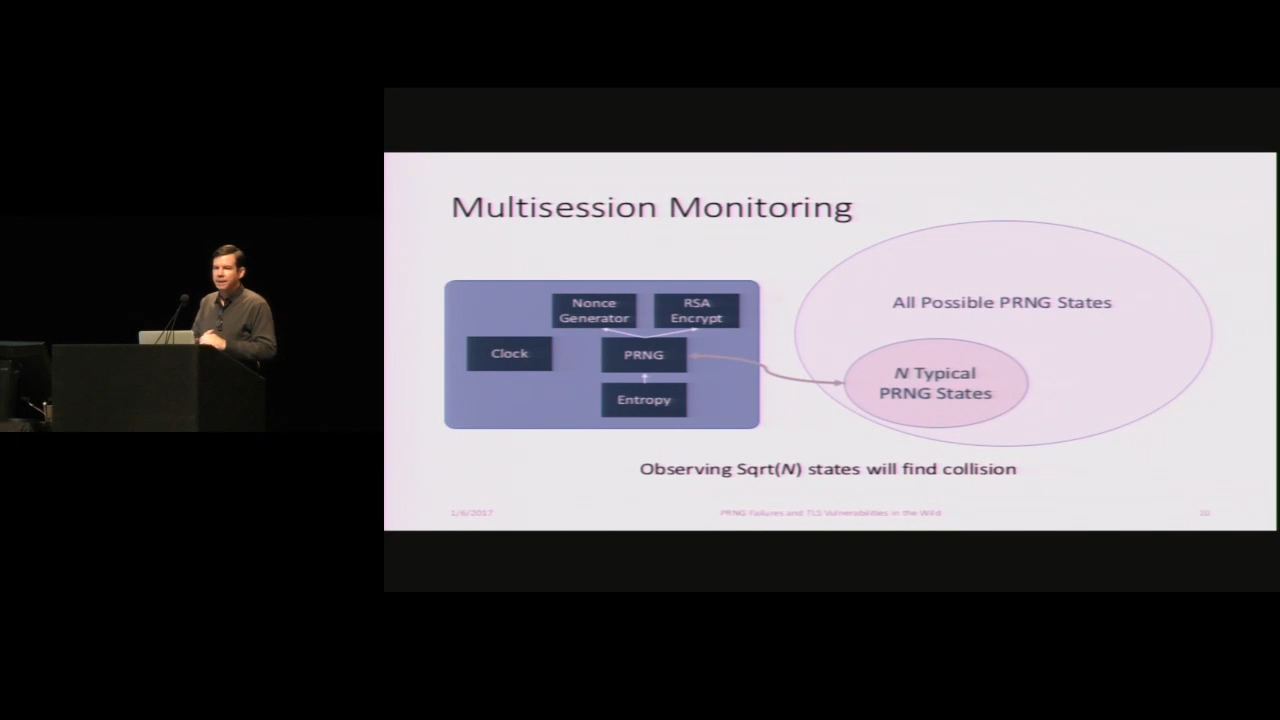 Multisession Monitoring
Nonce
Generator
RSA
Encrypt
Clock
PRNG
Entropy
All Possible PRNG States
N Typical
PRNG States
Observing Sqrt(N) states will find collision
1/6/2017
PRNG Failures and TLS Vulnerabilities in the Wild
10